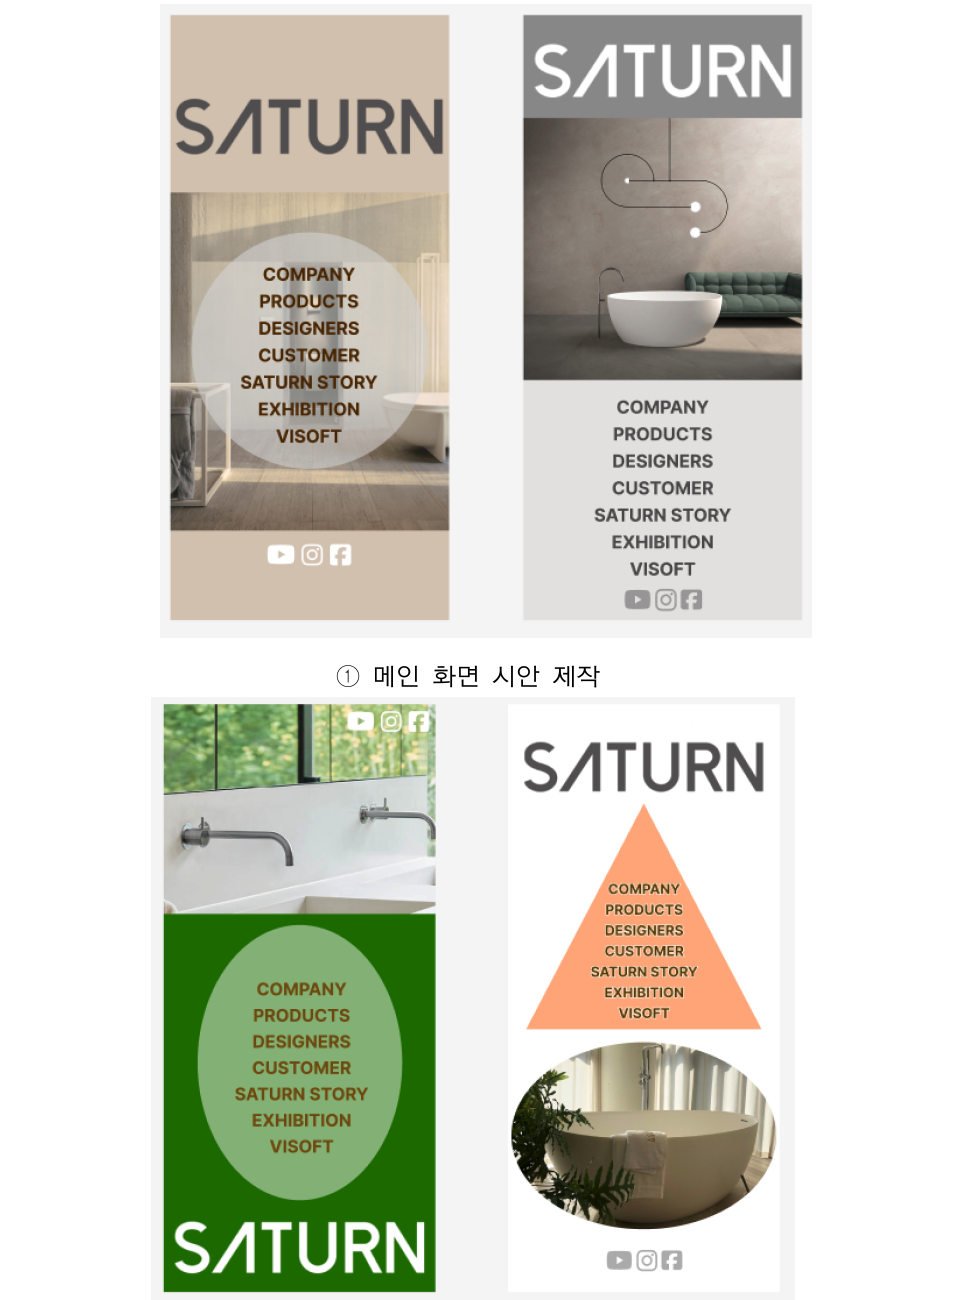 SATURN
COMPANY
PRODUCTS
DESIGNERS
CUSTOMER
SATURN STORY
EXHIBITION
VISOFT
SATURN
COMPANY
PRODUCTS
DESIGNERS
CUSTOMER
SATURN STORY
EXHIBITION
VISOFT
① 메인 화면 시안 제작
COMPANY
PRODUCTS
DESIGNERS
CUSTOMER
SATURN STORY
EXHIBITION
VISOFT
SATURN
SATURN
COMPANY
PRODUCTS
DESIGNERS
CUSTOMER
SATURN STORY
EXHIBITION
VISOFT